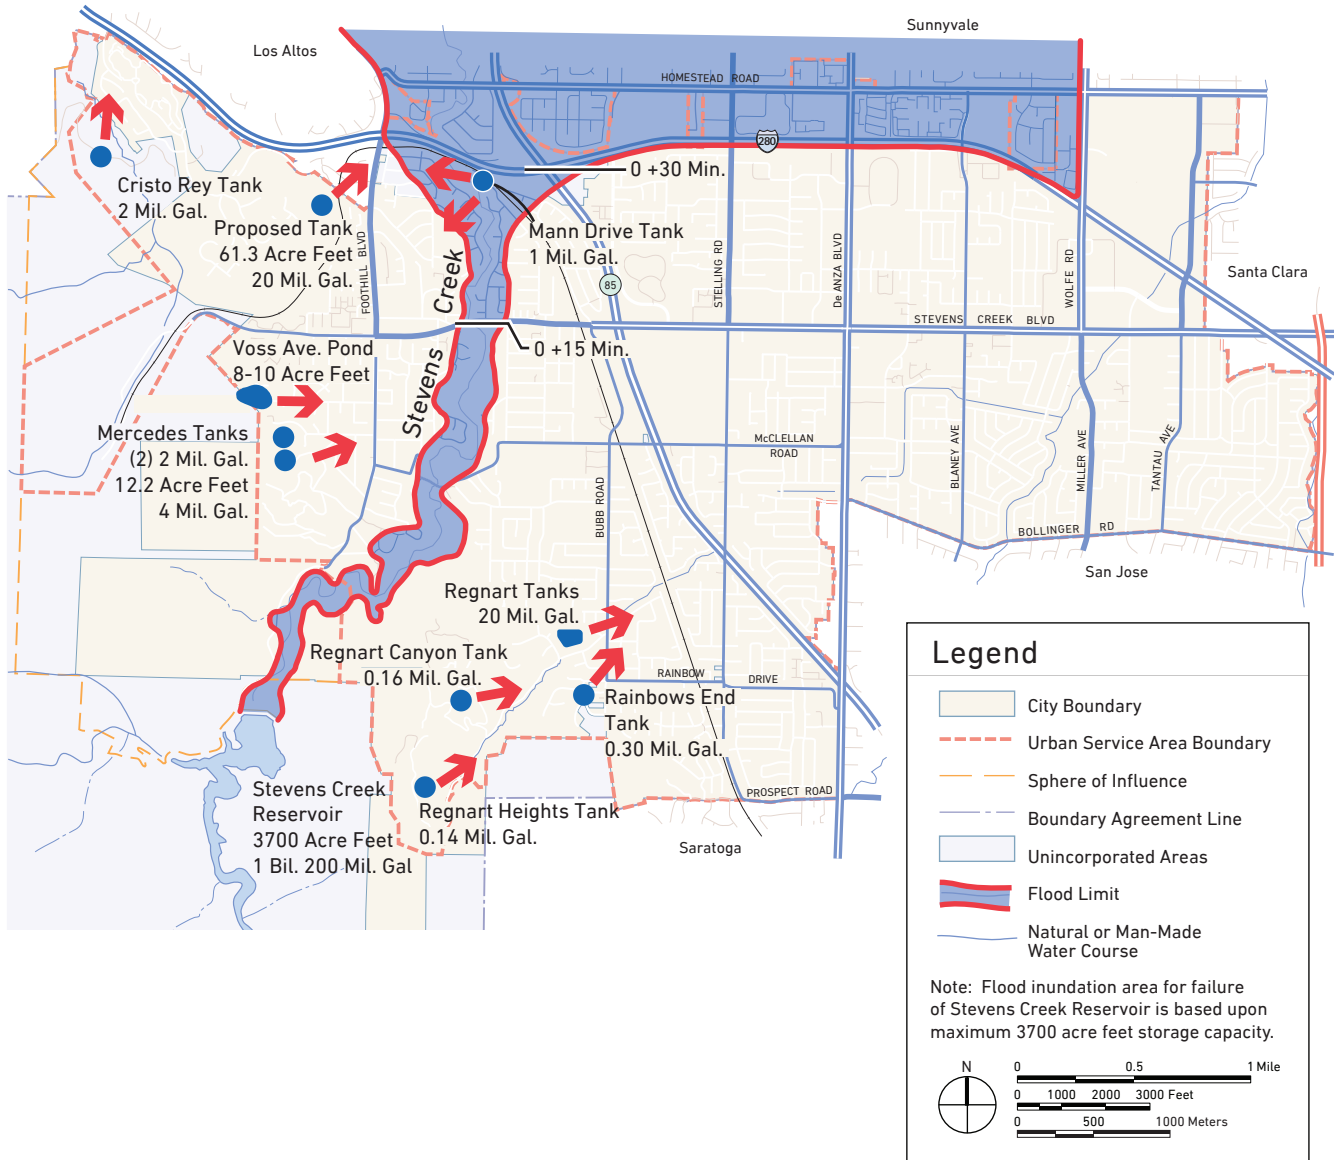 Sunnyvale
Los Altos
HOMESTEAD ROAD
280
0 +30 Min.
Cristo Rey Tank
2 Mil. Gal.
Proposed Tank
61.3 Acre Feet
20 Mil. Gal.
Mann Drive Tank
1 Mil. Gal.
FOOTHILL BLVD
Stevens Creek
85
STELLING RD
De ANZA BLVD
WOLFE RD
Santa Clara
STEVENS CREEK BLVD
0 +15 Min.
Voss Ave. Pond
8-10 Acre Feet
Mercedes Tanks
(2) 2 Mil. Gal.
12.2 Acre Feet
4 Mil. Gal.
McCLELLAN
ROAD
BUBB ROAD
BLANEY AVE
MILLER AVE
TANTAU AVE
BOLLINGER RD
San Jose
Regnart Tanks
20 Mil. Gal.
Regnart Canyon Tank
0.16 Mil. Gal.
RAINBOW DRIVE
Rainbows End
Tank
0.30 Mil. Gal.
Stevens Creek
Reservoir
3700 Acre Feet
1 Bil. 200 Mil. Gal
Regnart Heights Tank
0.14 Mil. Gal.
PROSPECT ROAD
Saratoga
Legend
City Boundary
Urban Service Area Boundary
Sphere of Influence
Boundary Agreement Line
Unincorporated Areas
Flood Limit
Natural or Man-Made
Water Course
Note: Flood inundation area for failure
of Stevens Creek Reservoir is based upon
maximum 3700 acre feet storage capacity.
N
0 0.5 1 Mile
0 1000 2000 3000 Feet
0 500 1000 Meters